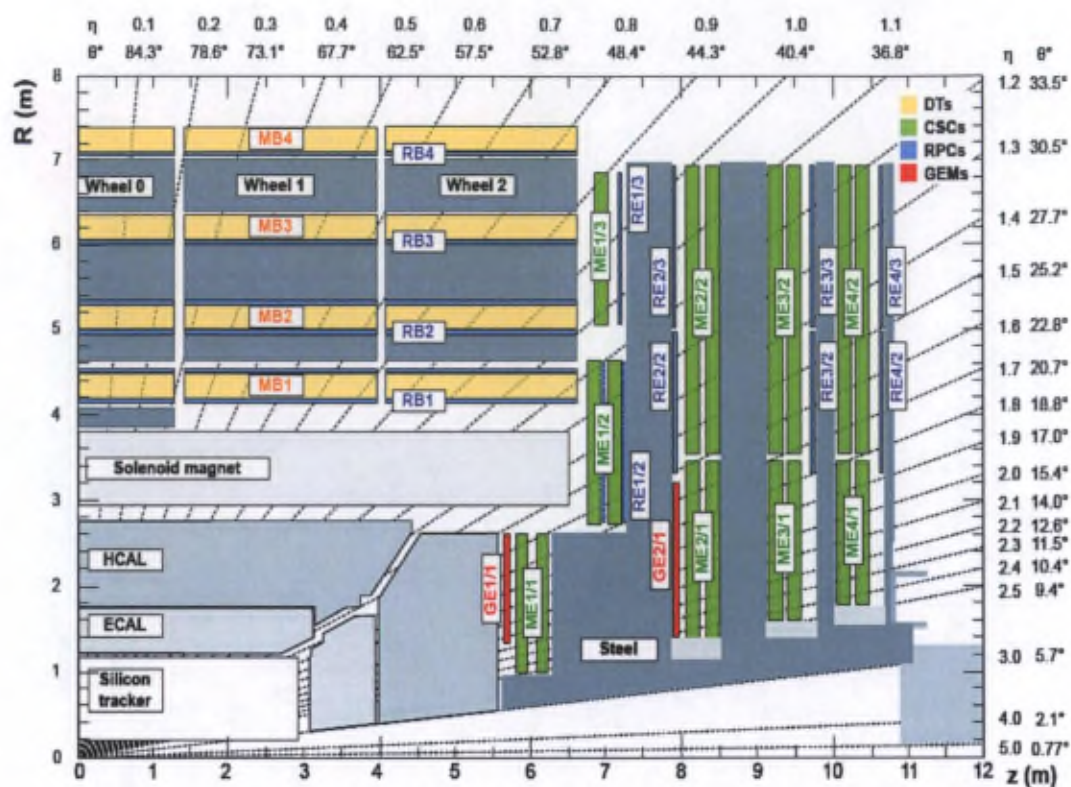 η 0.1 0.2 0.3 0.4 0.5 0.6 0.7 0.8 0.9 1.0 1.1
θ° 84.3° 78.6° 73.1° 67.7° 62.5° 57.5° 52.8° 48.4° 44.3° 40.4° 36.8° η θ°
R (m)
8
7
6
5
4
3
2
1
0
1.2 33.5°
1.3 30.5°
1.4 27.7°
1.5 25.2°
1.6 22.8°
1.7 20.7°
1.8 18.8°
1.9 17.0°
2.0 15.4°
2.1 14.0°
2.2 12.6°
2.3 11.5°
2.4 10.4°
2.5 9.4°
3.0 5.7°
4.0 2.1°
5.0 0.77°
DTs
CSCs
RPCs
GEMs
MB4
RB4
Wheel 0
Wheel 1
Wheel 2
MB3
RB3
MB2
RB2
MB1
RB1
Solenoid magnet
HCAL
ECAL
Silicon
tracker
Steel
ME1/3
RE1/3
RE2/3
ME2/2
ME3/2
RE3/3
ME4/2
RE4/3
ME1/2
RE1/2
RE2/2
RE3/2
RE4/2
GE1/1
ME1/1
GE2/1
ME2/1
ME3/1
ME4/1
0 1 2 3 4 5 6 7 8 9 10 11 12
z (m)